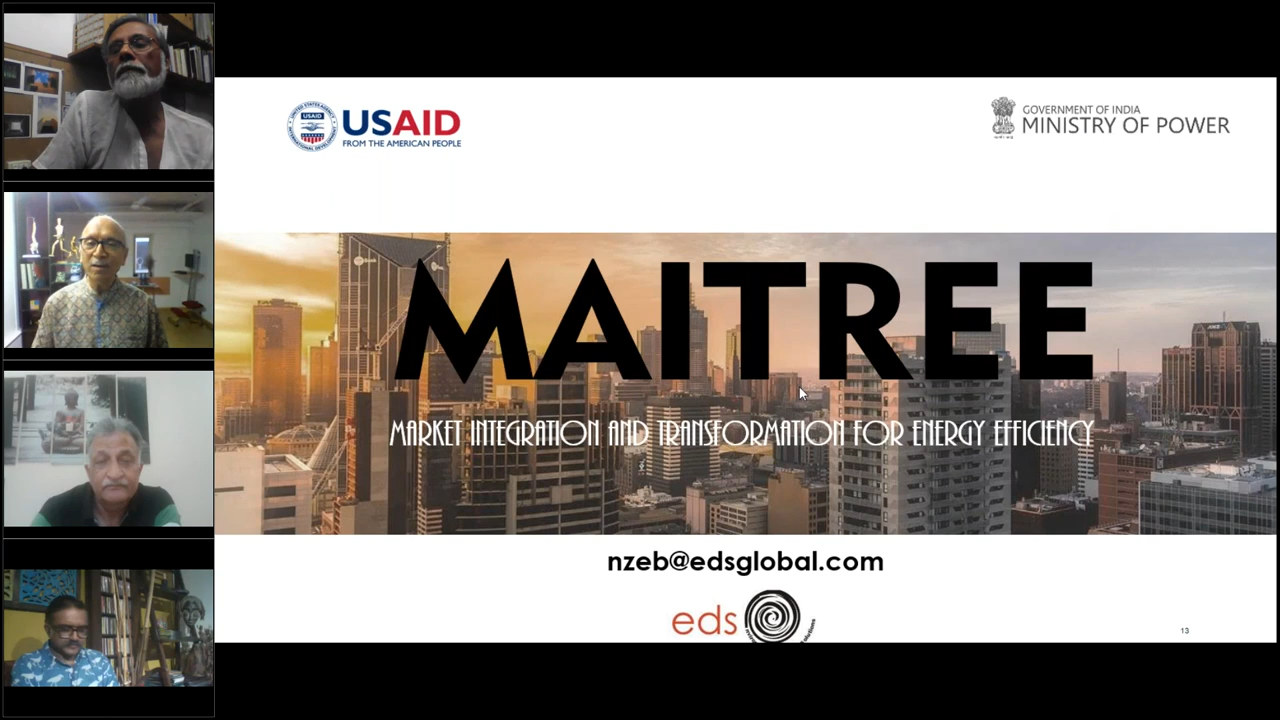 USAID
USAID
FROM THE AMERICAN PEOPLE
GOVERNMENT OF INDIA
MINISTRY OF POWER
MAITREE
MARKET INTEGRATION AND TRANSFORMATION FOR ENERGY EFFICIENCY
nzeb@edsglobal.com
eds
13